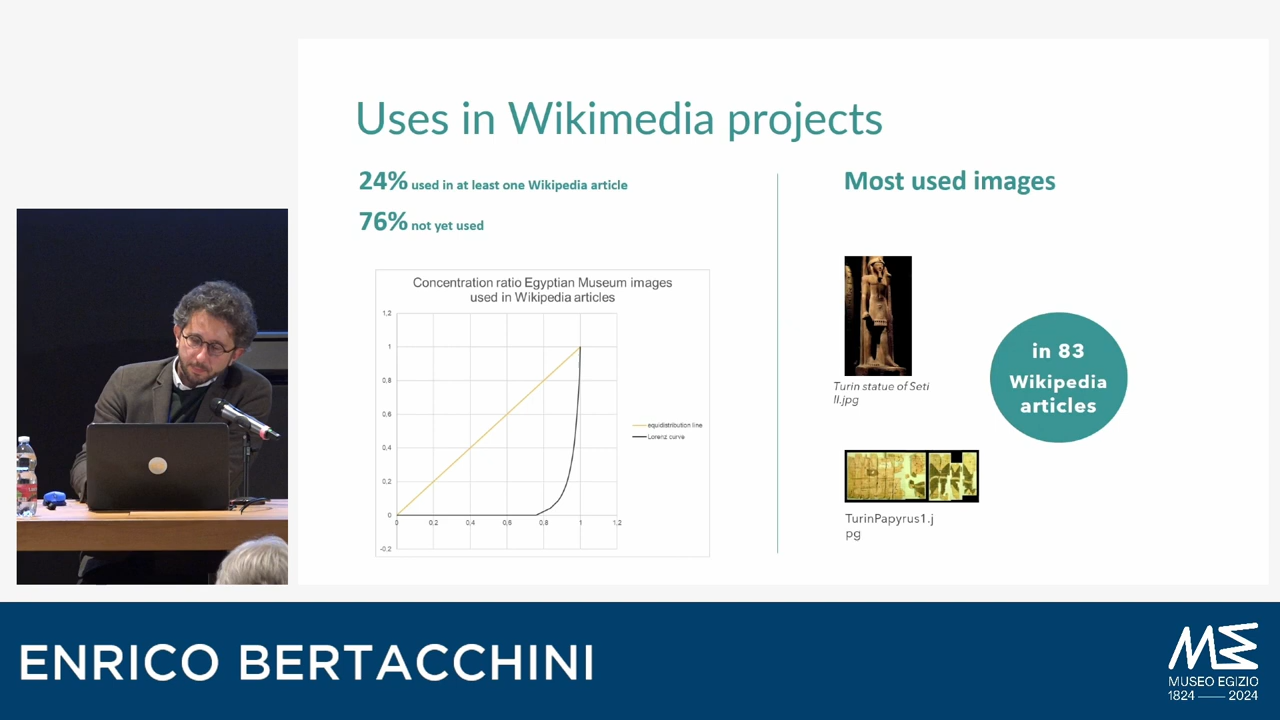 Uses in Wikimedia projects
24% used in at least one Wikipedia article
76% not yet used
Concentration ratio Egyptian Museum images
used in Wikipedia articles
1,2
1
0,8
0,6
0,4
0,2
0
-0,2
0
0,2
0,4
0,6
0,8
1
1,2
equidistribution line
Lorenz curve
Most used images
Turin statue of Seti
II.jpg
in 83
Wikipedia
articles
TurinPapyrus1.j
pg
ENRICO BERTACCHINI
ME
MUSEO EGIZIO
1824 — 2024